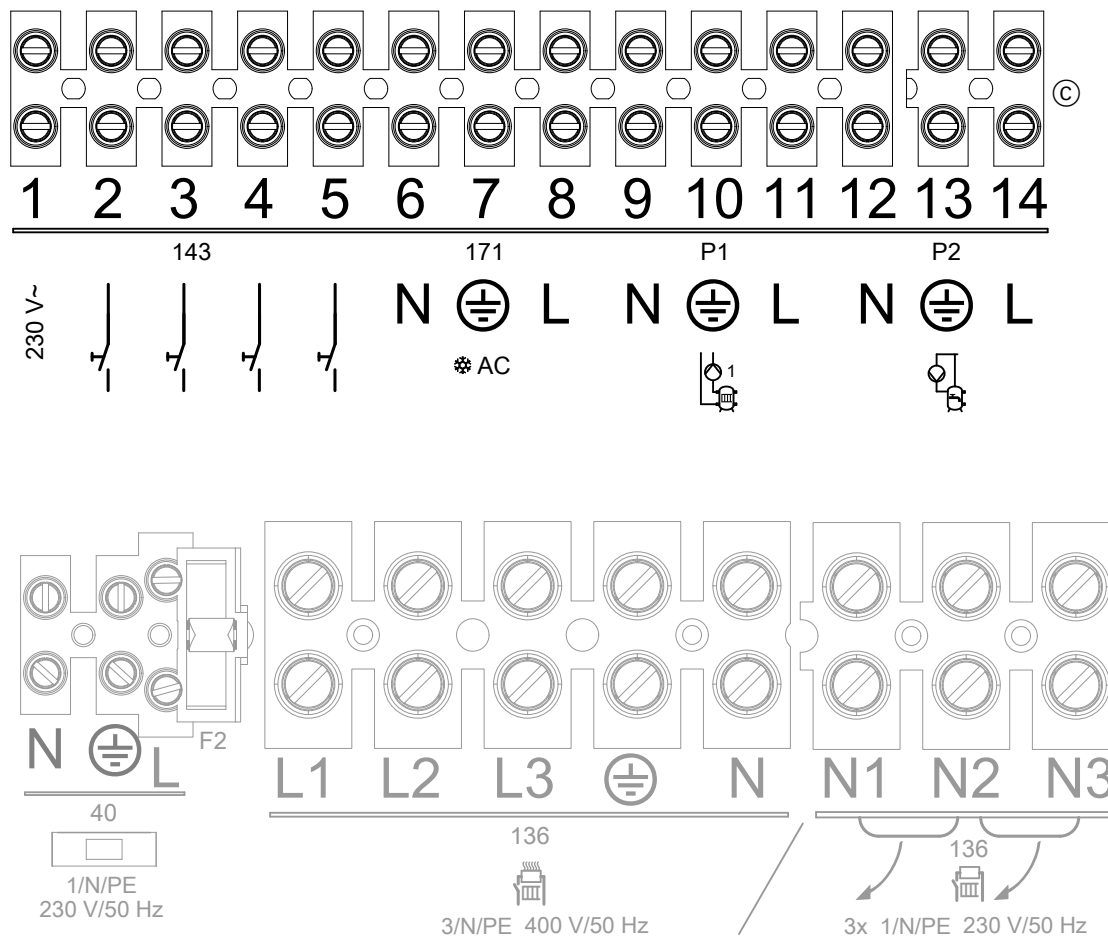 ©
1 2 3 4 5 6 7 8 9 10 11 12 13 14
143 171 P1 P2
230 V~ N L N L N L
AC 1
F2
N L
L1 L2 L3 N N1 N2 N3
40
136 136
1/N/PE
230 V/50 Hz
3/N/PE 400 V/50 Hz 3x 1/N/PE 230 V/50 Hz